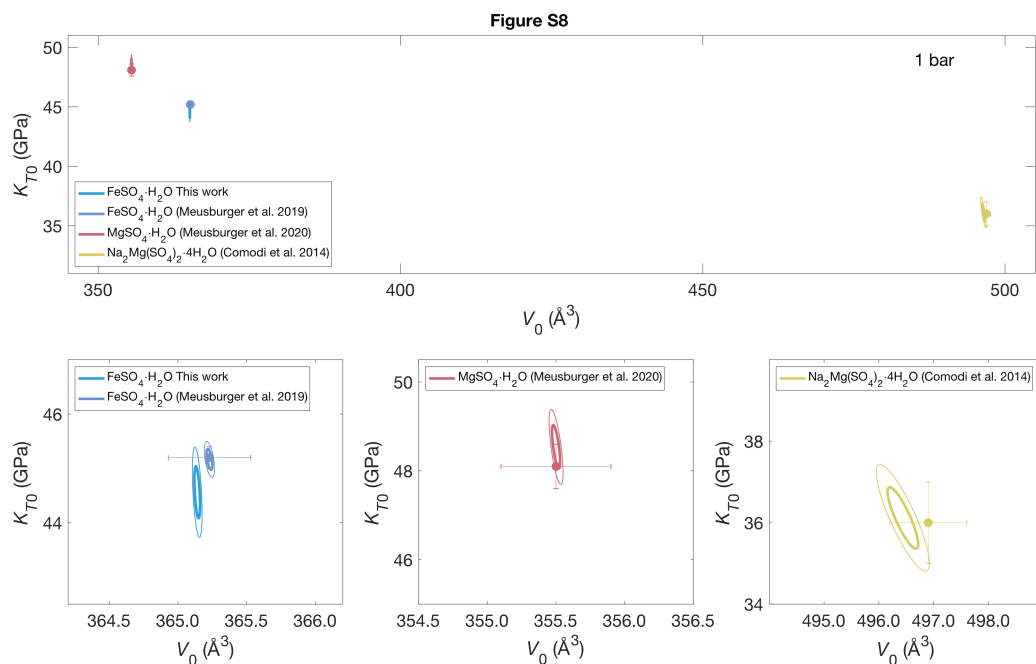 Figure S8
50
45
40
35
K_T0 (GPa)
1 bar
FeSO₄·H₂O This work
FeSO₄·H₂O (Meusburger et al. 2019)
MgSO₄·H₂O (Meusburger et al. 2020)
Na₂Mg(SO₄)₂·4H₂O (Comodi et al. 2014)
350 400 450 500
V₀ (Å³)
FeSO₄·H₂O This work
FeSO₄·H₂O (Meusburger et al. 2019)
46
44
K_T0 (GPa)
364.5 365.0 365.5 366.0
V₀ (Å³)
MgSO₄·H₂O (Meusburger et al. 2020)
50
48
46
K_T0 (GPa)
354.5 355.0 355.5 356.0 356.5
V₀ (Å³)
Na₂Mg(SO₄)₂·4H₂O (Comodi et al. 2014)
38
36
34
K_T0 (GPa)
495.0 496.0 497.0 498.0
V₀ (Å³)